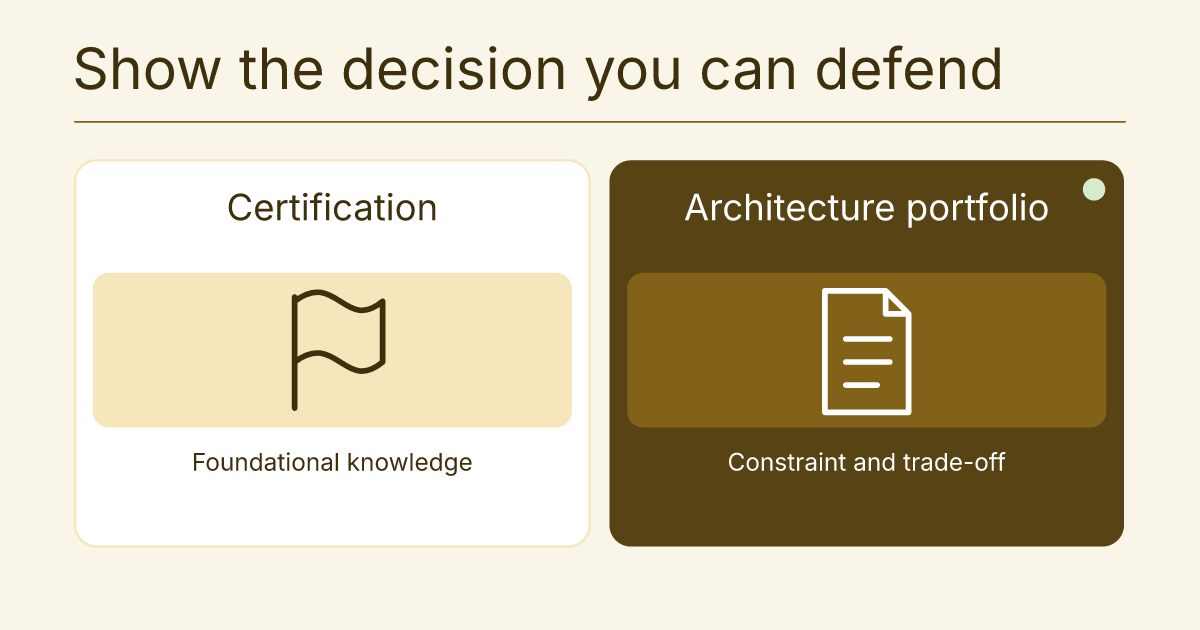 Show the decision you can defend
Certification
Foundational knowledge
Architecture portfolio
Constraint and trade-off